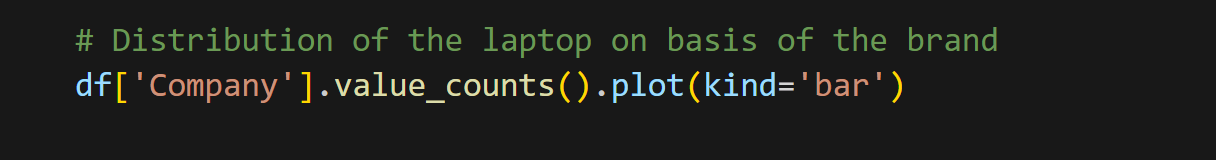 # Distribution of the laptop on basis of the brand
df['Company'].value_counts().plot(kind='bar')